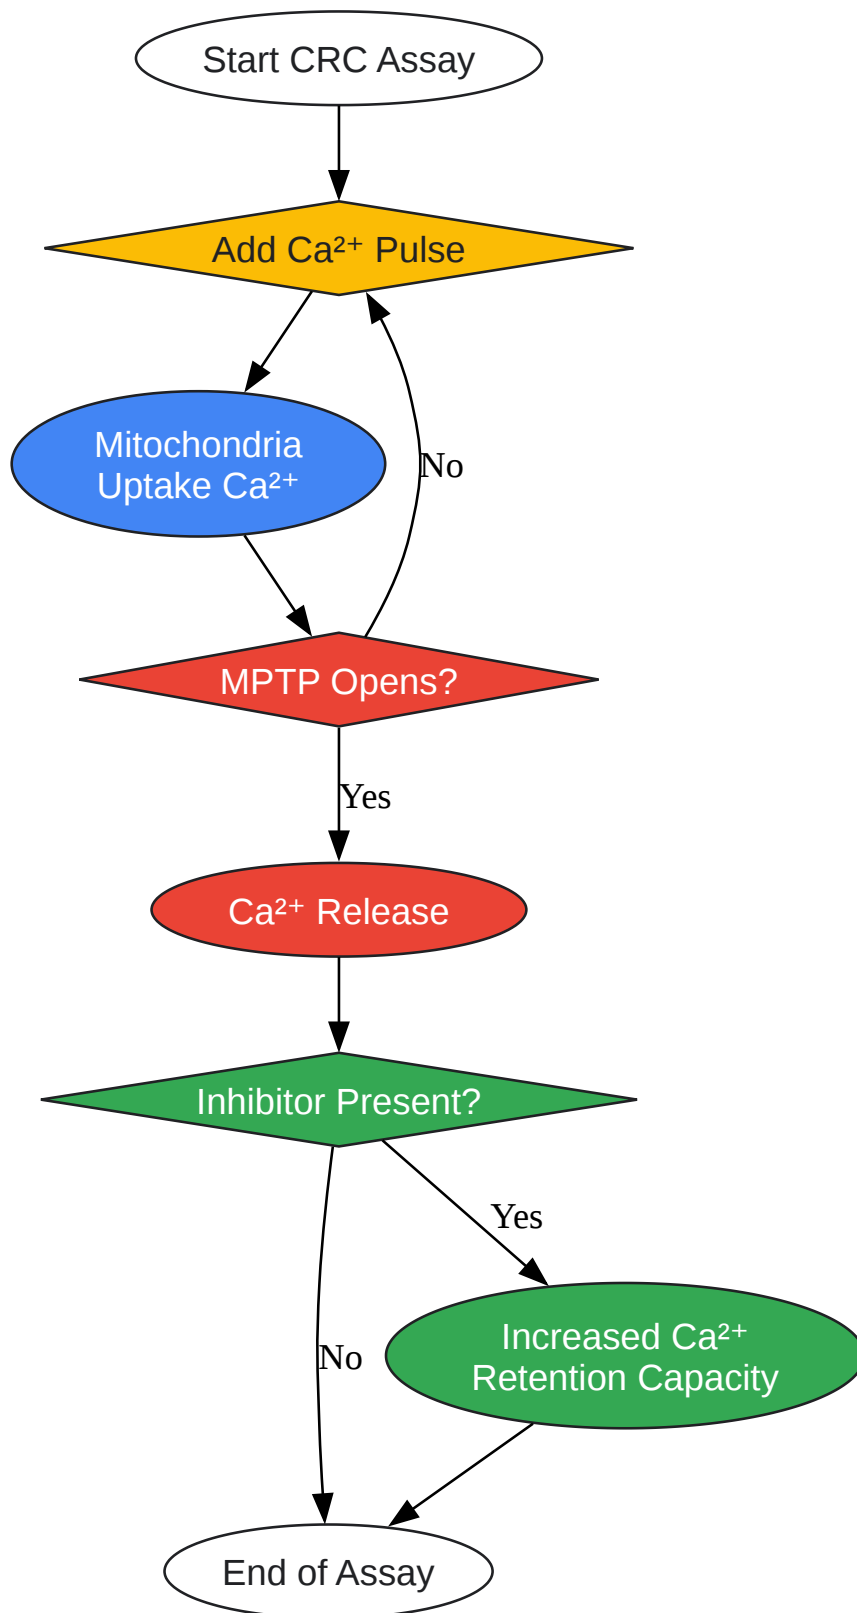 Start CRC Assay
Add Ca²⁺ Pulse
Mitochondria
Uptake Ca²⁺
No
MPTP Opens?
Yes
Ca²⁺ Release
Inhibitor Present?
Yes
Increased Ca²⁺
Retention Capacity
No
End of Assay